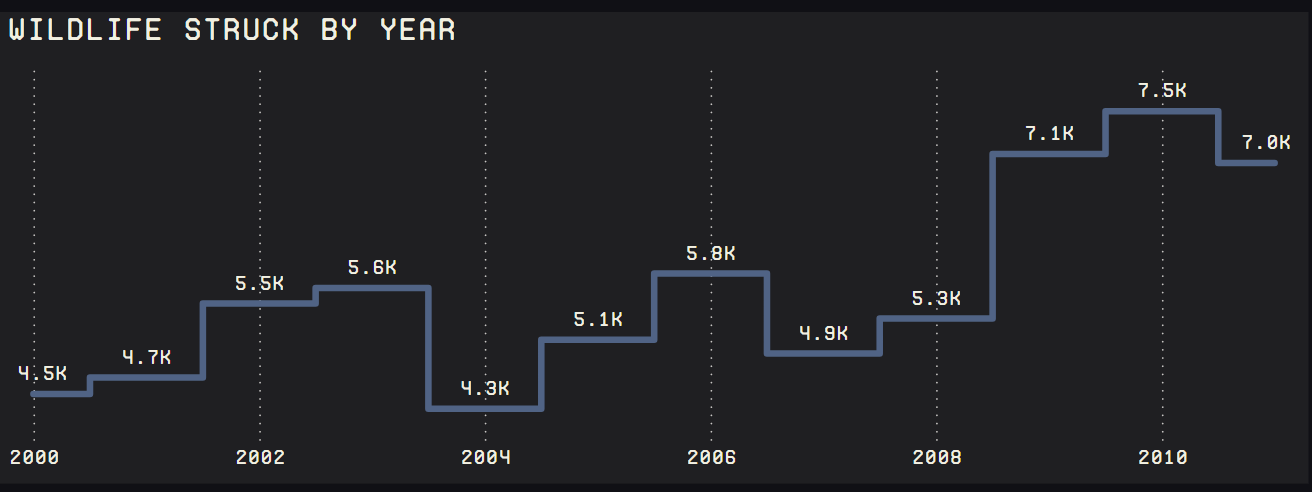 WILDLIFE STRUCK BY YEAR
7.5K
7.1K
7.0K
5.8K
5.6K
5.5K
5.3K
5.1K
4.9K
4.7K
4.5K
4.3K
2000 2002 2004 2006 2008 2010